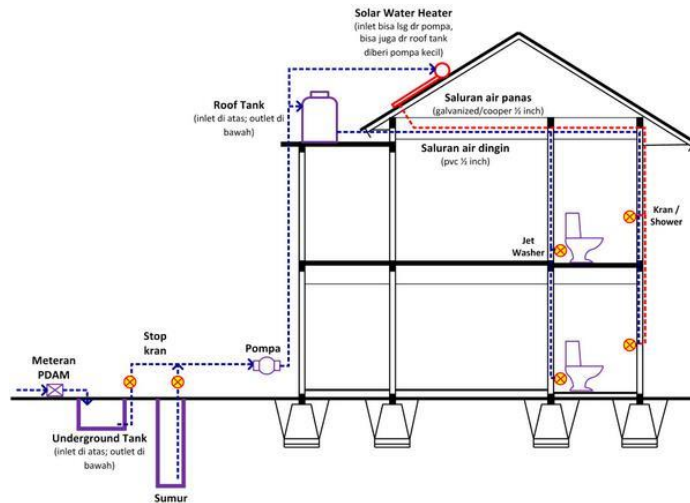 Solar Water Heater
(inlet bisa lsg dr pompa,
bisa juga dr roof tank
diberi pompa kecil)
Roof Tank
(inlet di atas; outlet di
bawah)
Saluran air panas
(galvanized/cooper ½ inch)
Saluran air dingin
(pvc ½ inch)
Kran /
Shower
Jet
Washer
Stop
kran
Pompa
Meteran
PDAM
Underground Tank
(inlet di atas; outlet di
bawah)
Sumur